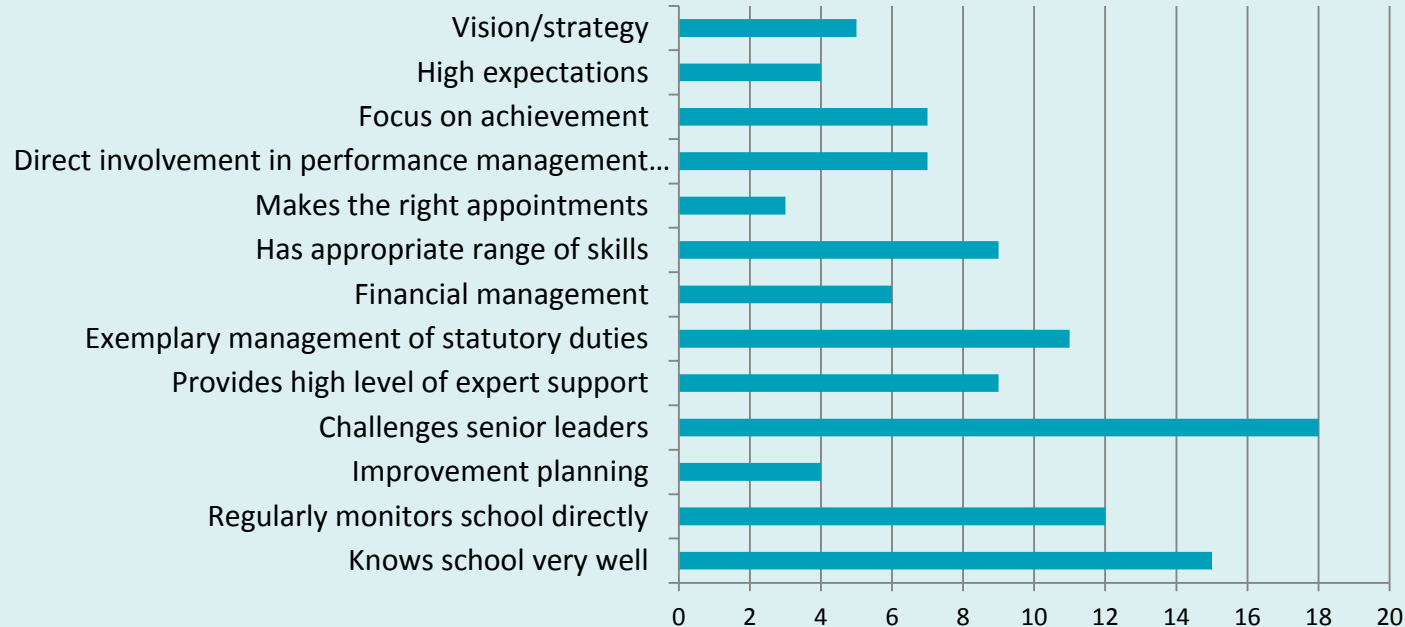 Vision/strategy
High expectations
Focus on achievement
Direct involvement in performance management...
Makes the right appointments
Has appropriate range of skills
Financial management
Exemplary management of statutory duties
Provides high level of expert support
Challenges senior leaders
Improvement planning
Regularly monitors school directly
Knows school very well
0 2 4 6 8 10 12 14 16 18 20